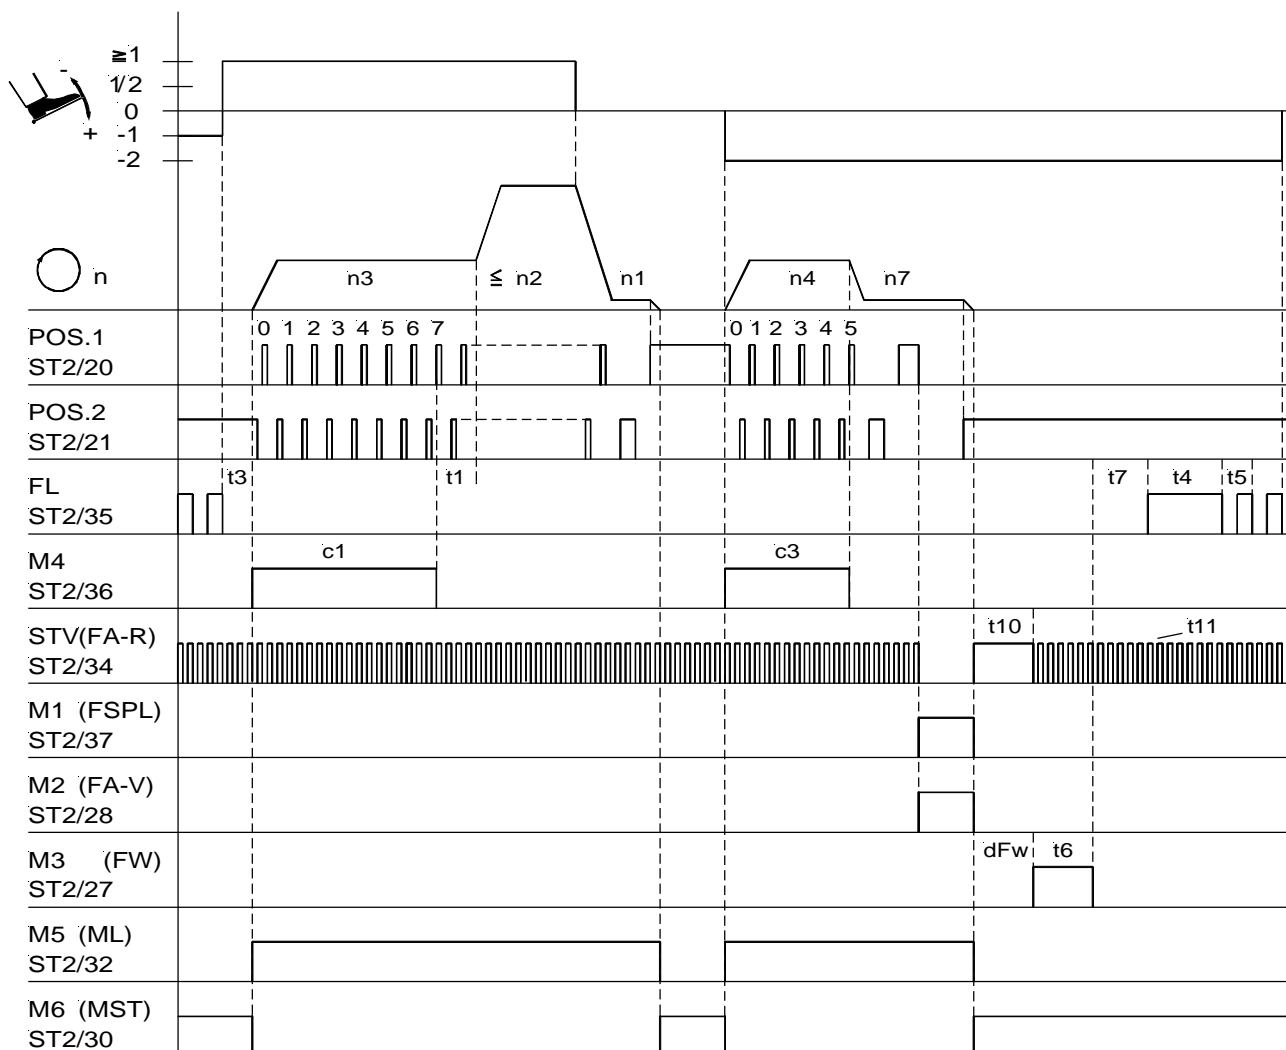 ≧1
1/2
0
-1
-2
-
+
n
n3
≦ n2
n1
n4
n7
POS.1
ST2/20
0 1 2 3 4 5 6 7
0 1 2 3 4 5
POS.2
ST2/21
FL
ST2/35
t3
t1
t7
t4
t5
M4
ST2/36
c1
c3
STV(FA-R)
ST2/34
t10
t11
M1 (FSPL)
ST2/37
M2 (FA-V)
ST2/28
M3 (FW)
ST2/27
dFw
t6
M5 (ML)
ST2/32
M6 (MST)
ST2/30